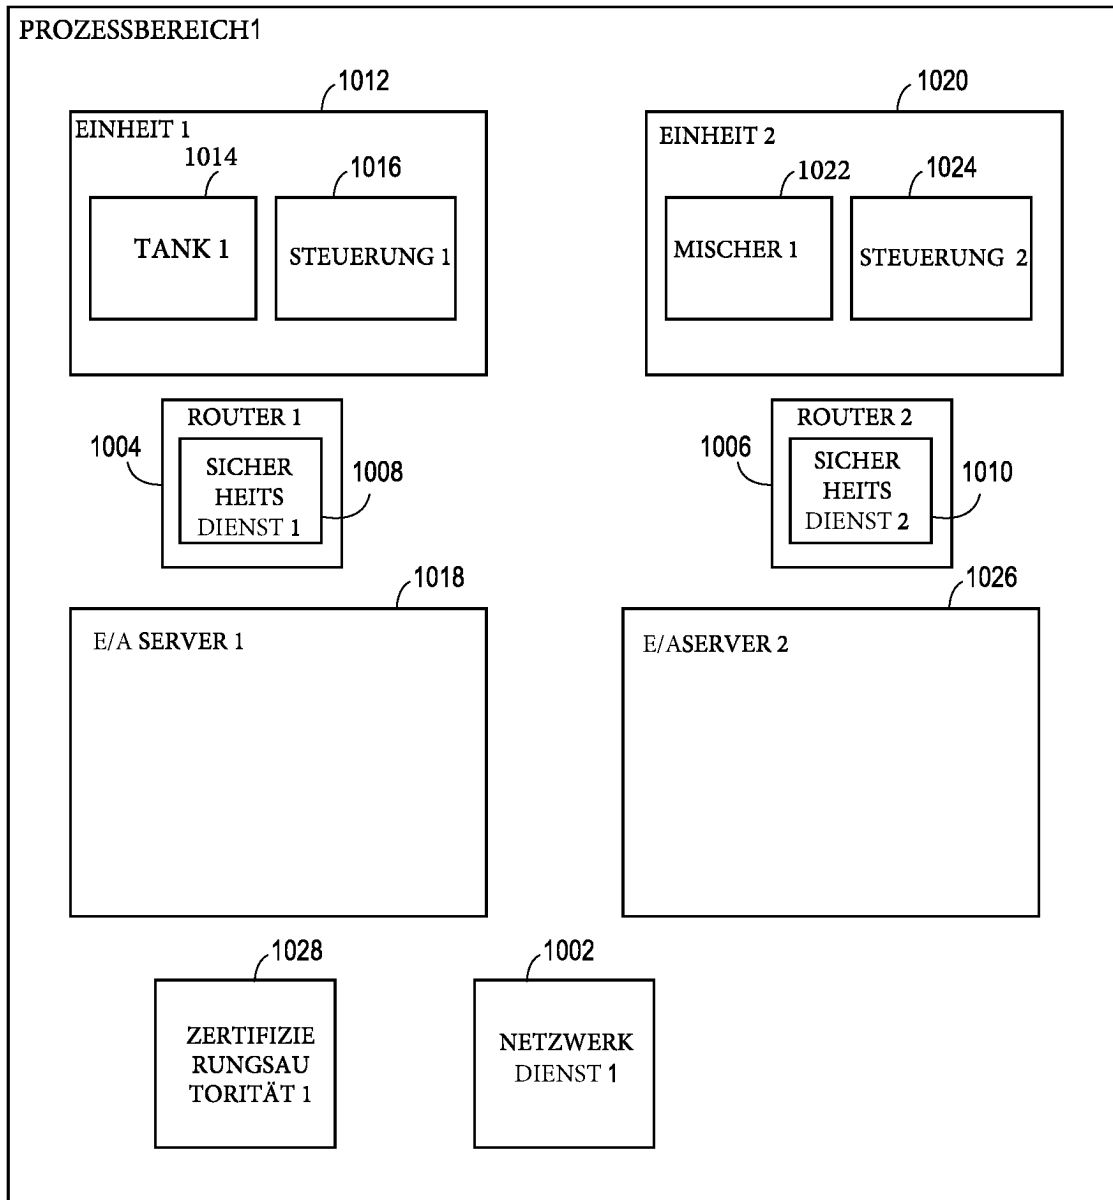 PROZESSBEREICH1
1012
EINHEIT 1
1014
1016
TANK 1
STEUERUNG 1
1020
EINHEIT 2
1022
1024
MISCHER 1
STEUERUNG 2
1004
ROUTER 1
SICHER
HEITS
DIENST 1
1008
1006
ROUTER 2
SICHER
HEITS
DIENST 2
1010
1018
E/A SERVER 1
1026
E/ASERVER 2
1028
ZERTIFIZIE
RUNGSAU
TORITÄT 1
1002
NETZWERK
DIENST 1